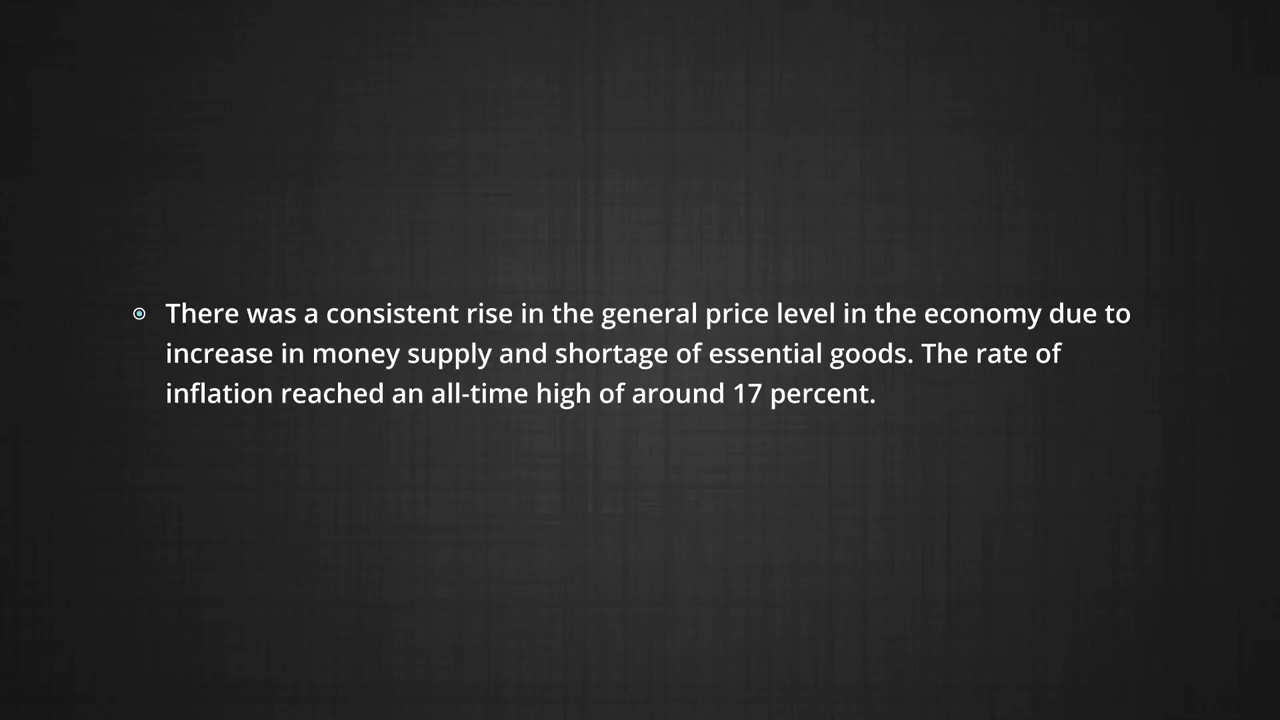 There was a consistent rise in the general price level in the economy due to
increase in money supply and shortage of essential goods. The rate of
inflation reached an all-time high of around 17 percent.